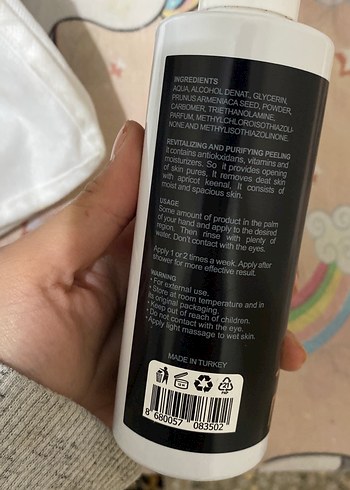 INGREDIENTS
AQUA, ALCOHOL DENAT., GLYCERIN,
PRUNUS ARMENIACA SEED, POWDER,
CARBOMER, TRIETHANOLAMINE,
PARFUM, METHYLCHLOROISOTHIAZOLI-
NONE AND METHYLISOTHIAZOLINONE.
REVITALIZING AND PURIFYING PEELING
It contains antiokxidans, vitamins and
moisturizers. So it provides opening
of skin pures. It removes deat skin
with apricot keenal, It consists of
moist and spacious skin.
USAGE
Some amount of product in the palm
of your hand and apply to the desired
region. Then rinse with plenty of
water. Don't contact with the eyes.
Apply 1 or 2 times a week. Apply after
shower for more effective result.
WARNING
• For external use.
• Store at room temperature and in
its original packaging.
• Keep out of reach of children.
• Do not contact with the eye.
• Apply light massage to wet skin.
MADE IN TURKEY
8 680057 083502